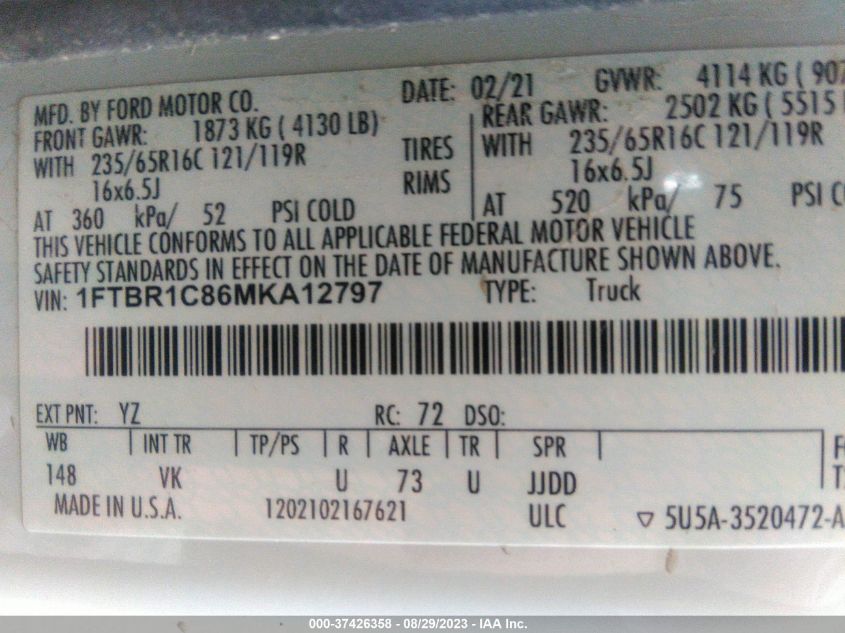 MFD. BY FORD MOTOR CO. DATE: 02/21 GVWR: 4114 KG ( 907
FRONT GAWR: 1873 KG ( 4130 LB) REAR GAWR: 2502 KG ( 5515
WITH 235/65R16C 121/119R TIRES WITH 235/65R16C 121/119R
16x6.5J RIMS 16x6.5J
AT 360 kPa/ 52 PSI COLD AT 520 kPa/ 75 PSI
THIS VEHICLE CONFORMS TO ALL APPLICABLE FEDERAL MOTOR VEHICLE
SAFETY STANDARDS IN EFFECT ON THE DATE OF MANUFACTURE SHOWN ABOVE.
VIN: 1FTBR1C86MKA12797 TYPE: Truck
EXT PNT: YZ RC: 72 DSO:
WB INT TR TP/PS R AXLE TR SPR
148 VK U 73 U JJDD
MADE IN U.S.A. 1202102167621 ULC ▽ 5U5A-3520472-A
000-37426358 - 08/29/2023 - IAA Inc.